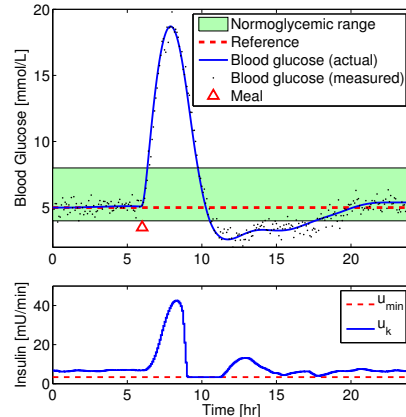 20
15
10
5
Blood Glucose [mmol/L]
Normoglycemic range
Reference
Blood glucose (actual)
Blood glucose (measured)
Meal
0 5 10 15 20
40
20
0
Insulin [mU/min]
u_min
u_k
0 5 10 15 20
Time [hr]